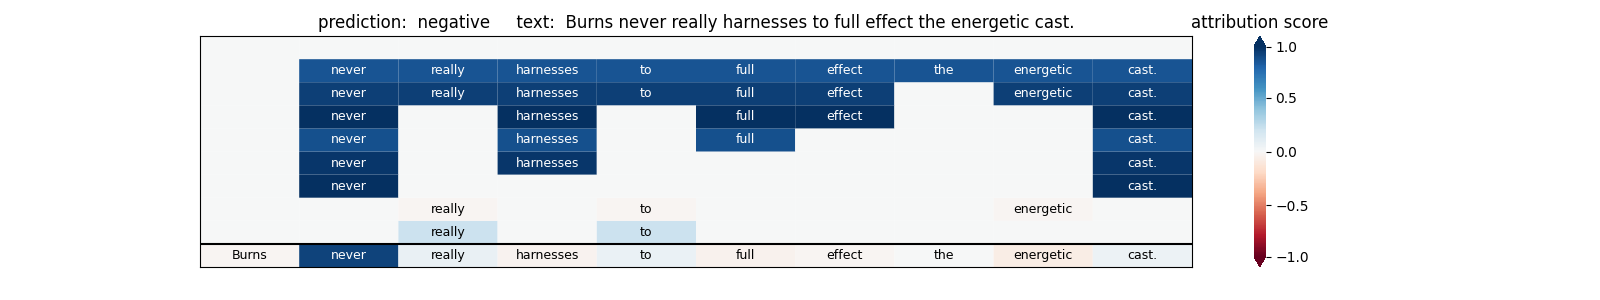 prediction:  negative     text:  Burns never really harnesses to full effect the energetic cast.
attribution score
never really harnesses to full effect the energetic cast.
never really harnesses to full effect energetic cast.
never harnesses full effect cast.
never harnesses full cast.
never harnesses cast.
never cast.
really to energetic
really to
Burns never really harnesses to full effect the energetic cast.
1.0
0.5
0.0
−0.5
−1.0